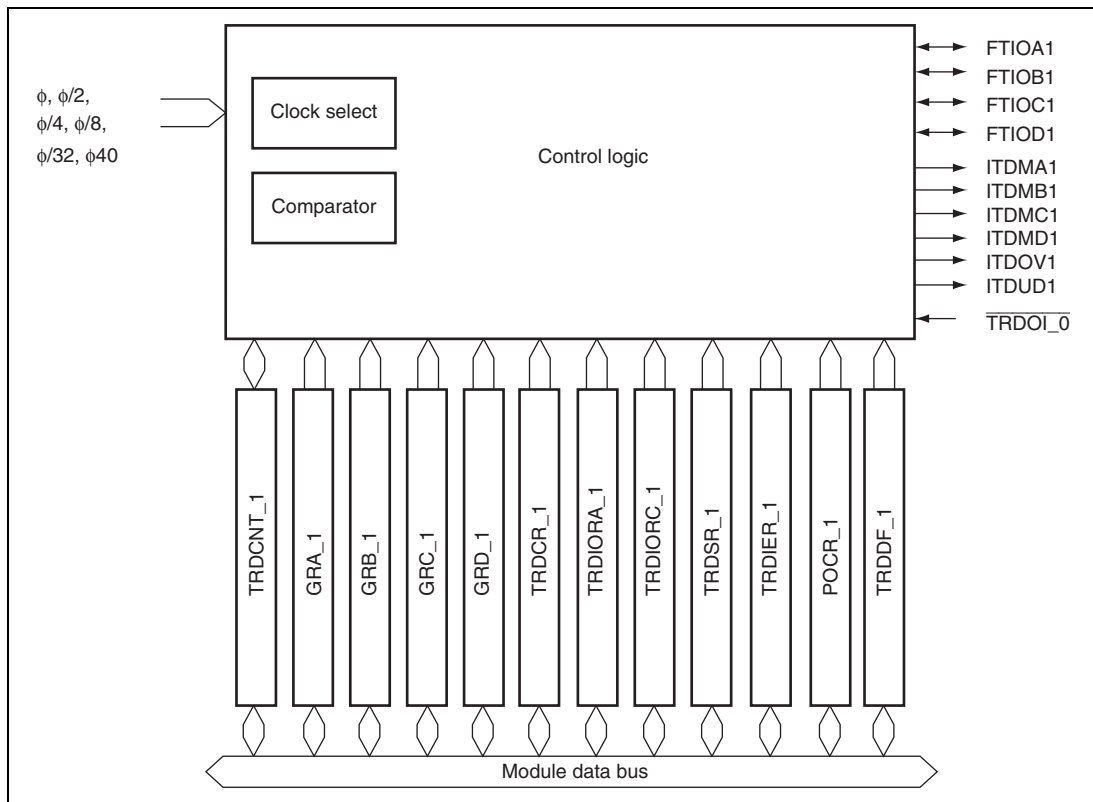 ϕ, ϕ/2,
ϕ/4, ϕ/8,
ϕ/32, ϕ40
Clock select
Comparator
Control logic
FTIOA1
FTIOB1
FTIOC1
FTIOD1
ITDMA1
ITDMB1
ITDMC1
ITDMD1
ITDOV1
ITDUD1
TRDOI_0
TRDCNT_1
GRA_1
GRB_1
GRC_1
GRD_1
TRDCR_1
TRDIORA_1
TRDIORC_1
TRDSR_1
TRDIER_1
POCR_1
TRDDF_1
Module data bus